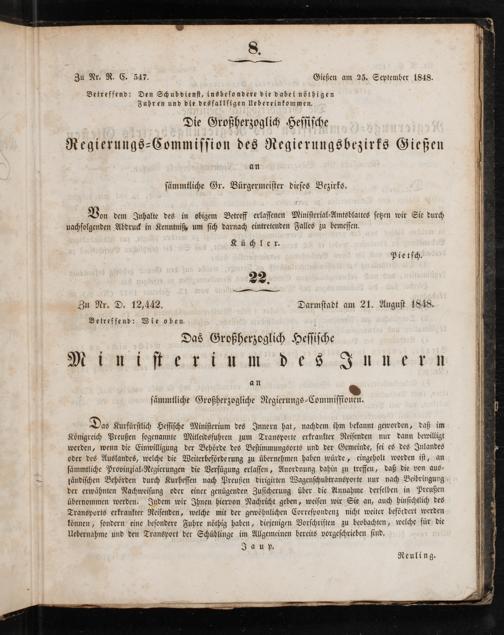 8.
Zu Nr. R. C. 547. Gießen am 25. September 1848.
Betreffend: Den Schubdienst, insbesondere die dabei nöthigen
Fuhren und die desfallsigen Uebereinkommen.
Die Großherzoglich Hessische
Regierungs-Commission des Regierungsbezirks Gießen
an
sämmtliche Gr. Bürgermeister dieses Bezirks.
Von dem Inhalte des in obigem Betreff erlassenen Ministerial-Amtsblattes setzen wir Sie durch
nachfolgenden Abdruck in Kenntniß, um sich darnach eintretenden Falles zu bemessen.
Küchler.
Pietsch.
22.
Zu Nr. D. 12,442. Darmstadt am 21. August 1848.
Betreffend: Wie oben
Das Großherzoglich Hessische
Ministerium des Innern
an
sämmtliche Großherzogliche Regierungs-Commissionen.
Das Kurfürstlich Hessische Ministerium des Innern hat, nachdem ihm bekannt geworden, daß im
Königreich Preußen sogenannte Mitleidsfuhren zum Transporte erkrankter Reisenden nur dann bewilligt
werden, wenn die Einwilligung der Behörde des Bestimmungsorts und der Gemeinde, sei es des Inlandes
oder des Auslandes, welche die Weiterbeförderung zu übernehmen haben würde, eingeholt worden ist, an
sämmtliche Provinzial-Regierungen die Verfügung erlassen, Anordnung dahin zu treffen, daß die von aus-
ländischen Behörden durch Kurhessen nach Preußen dirigirten Wagenschubtransporte nur nach Beibringung
der erwähnten Nachweisung oder einer genügenden Zusicherung über die Annahme derselben in Preußen
übernommen werden. Indem wir Ihnen hiervon Nachricht geben, weisen wir Sie an, auch hinsichtlich des
Transports erkrankter Reisenden, welche mit der gewöhnlichen Correspondenz nicht weiter befördert werden
können, sondern eine besondere Fuhre nöthig haben, diejenigen Vorschriften zu beobachten, welche für die
Uebernahme und den Transport der Schüblinge im Allgemeinen bereits vorgeschrieben sind.
Jaup.
Reuling.